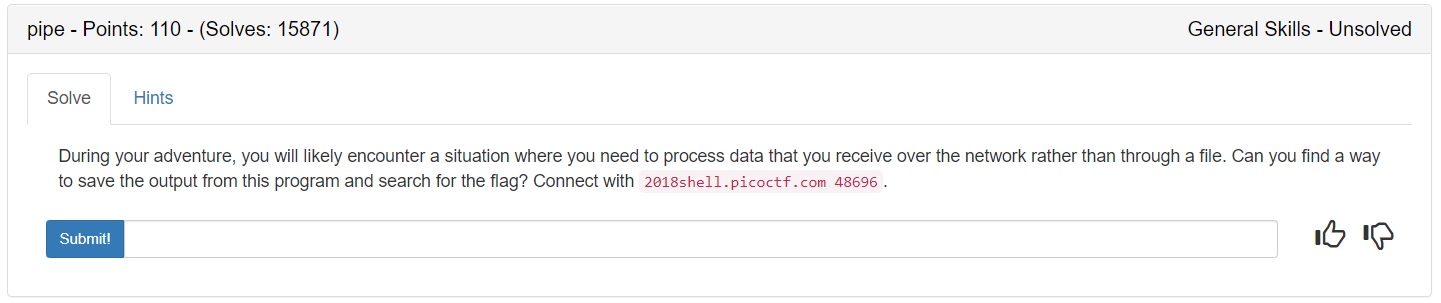 pipe - Points: 110 - (Solves: 15871)
General Skills - Unsolved
Solve
Hints
During your adventure, you will likely encounter a situation where you need to process data that you receive over the network rather than through a file. Can you find a way
to save the output from this program and search for the flag? Connect with 2018shell.picoctf.com 48696.
Submit!